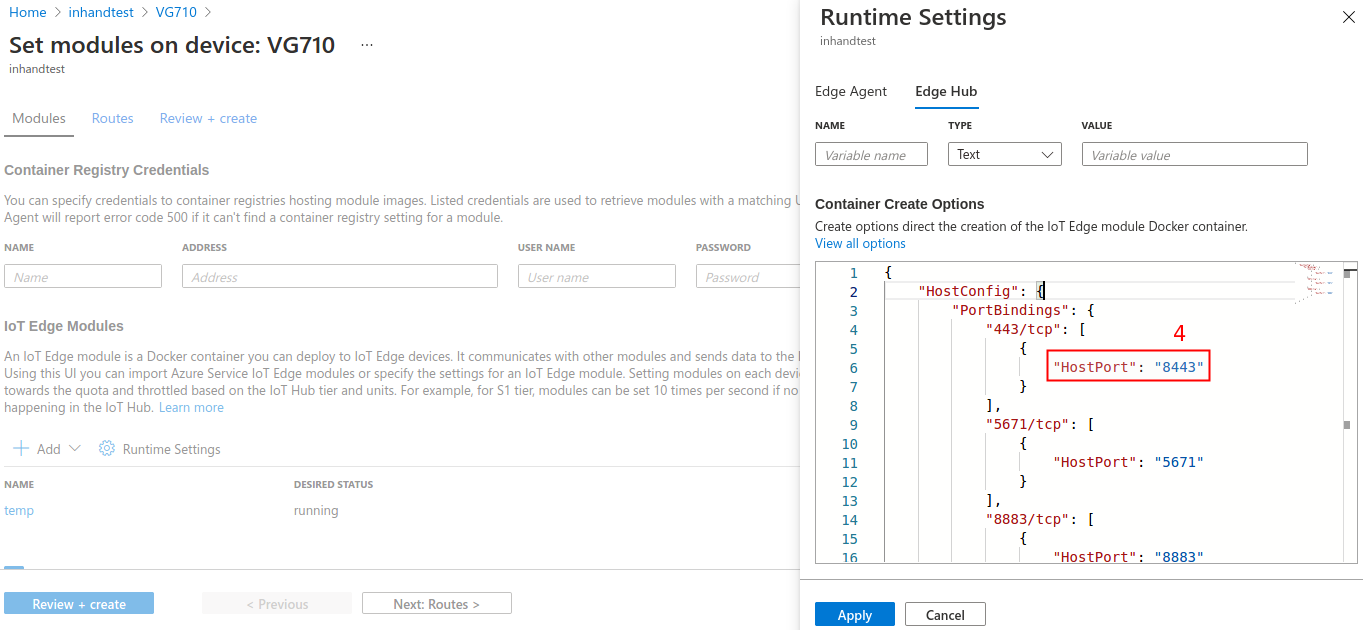 Home > inhandtest > VG710 >
Set modules on device: VG710 ...
inhandtest
Modules Routes Review + create
Container Registry Credentials
You can specify credentials to container registries hosting module images. Listed credentials are used to retrieve modules with a matching U
Agent will report error code 500 if it can't find a container registry setting for a module.
NAME ADDRESS USER NAME PASSWORD
Name Address User name Password
IoT Edge Modules
An IoT Edge module is a Docker container you can deploy to IoT Edge devices. It communicates with other modules and sends data to the I
Using this UI you can import Azure Service IoT Edge modules or specify the settings for an IoT Edge module. Setting modules on each devi
towards the quota and throttled based on the IoT Hub tier and units. For example, for S1 tier, modules can be set 10 times per second if no
happening in the IoT Hub. Learn more
Add Runtime Settings
NAME DESIRED STATUS
temp running
Review + create < Previous Next: Routes >
Runtime Settings
inhandtest
Edge Agent Edge Hub
NAME TYPE VALUE
Variable name Text Variable value
Container Create Options
Create options direct the creation of the IoT Edge module Docker container.
View all options
1 {
2 "HostConfig": {
3 "PortBindings": {
4 "443/tcp": [
4
5 {
6 "HostPort": "8443"
7 }
8 ],
9 "5671/tcp": [
10 {
11 "HostPort": "5671"
12 }
13 ],
14 "8883/tcp": [
15 {
16 "HostPort": "8883"
Apply Cancel